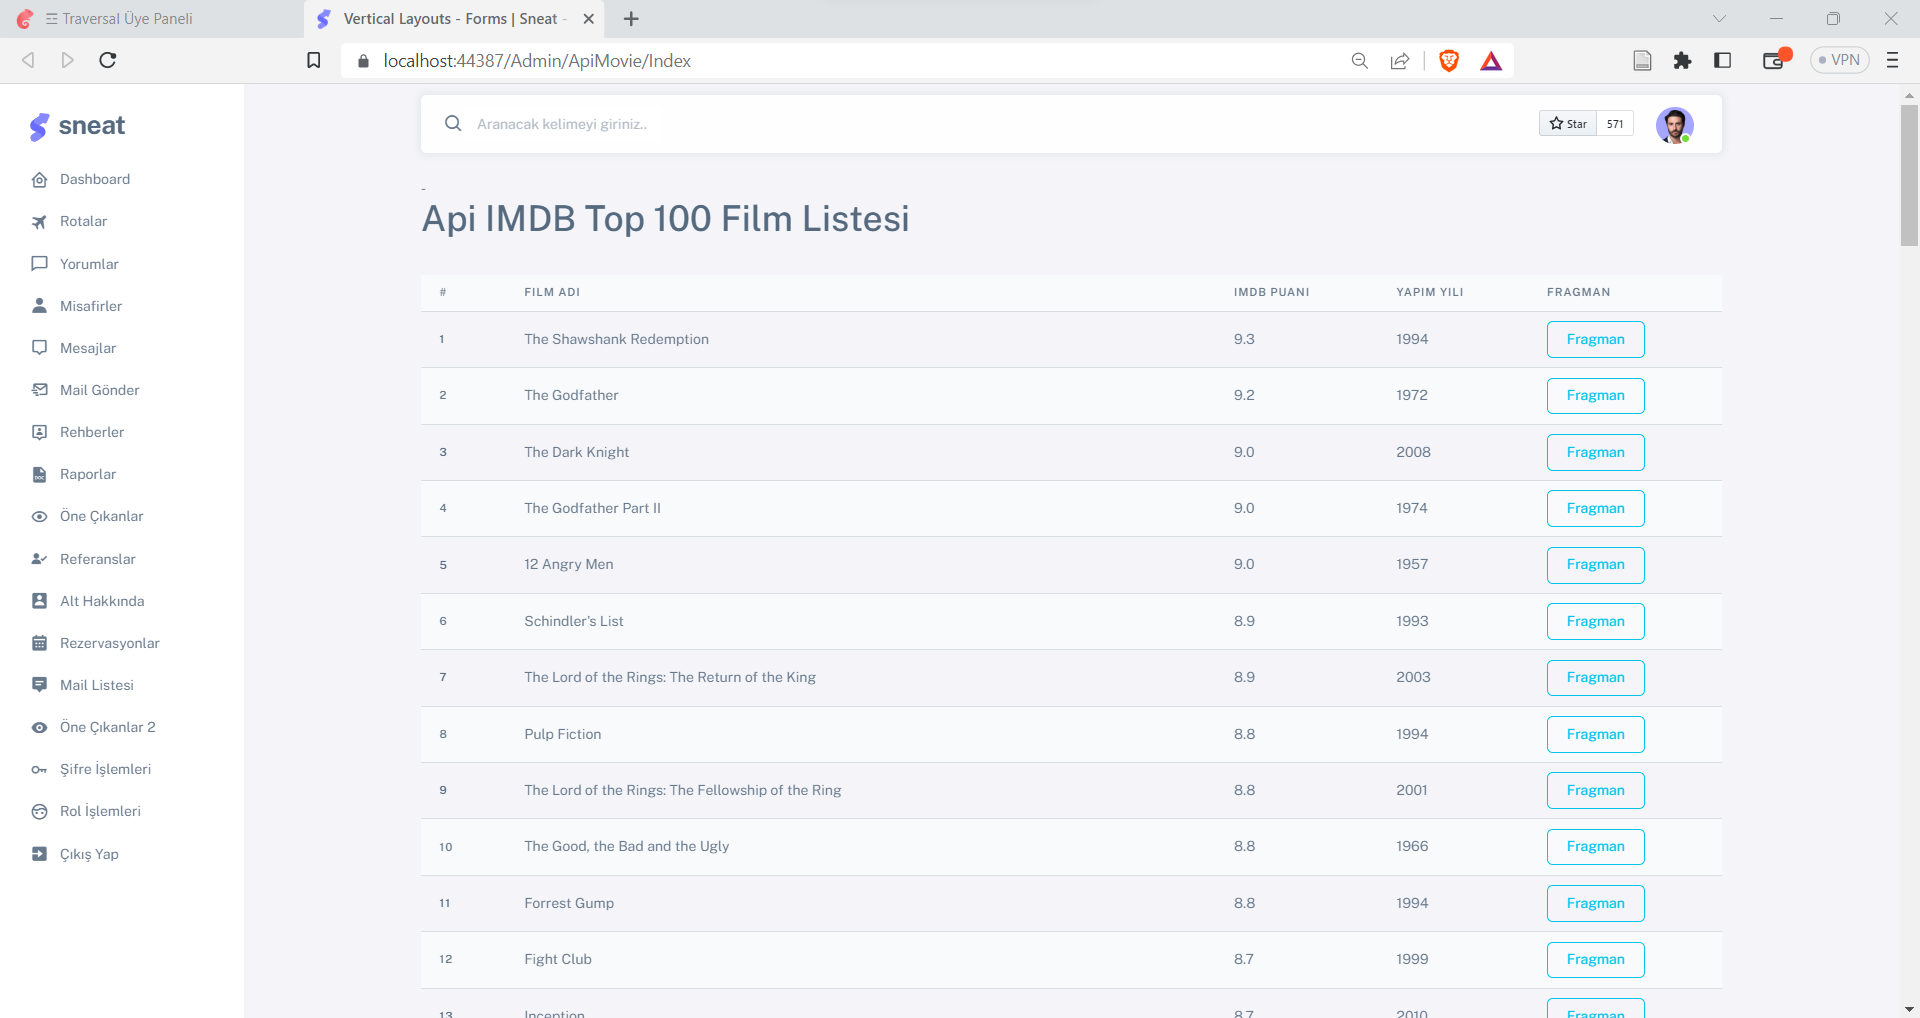 Traversal Üye Paneli
Vertical Layouts - Forms | Sneat -
localhost:44387/Admin/ApiMovie/Index
VPN
sneat
Dashboard
Rotalar
Yorumlar
Misafirler
Mesajlar
Mail Gönder
Rehberler
Raporlar
Öne Çıkanlar
Referanslar
Alt Hakkında
Rezervasyonlar
Mail Listesi
Öne Çıkanlar 2
Şifre İşlemleri
Rol İşlemleri
Çıkış Yap
Aranacak kelimeyi giriniz..
Star 571
-
Api IMDB Top 100 Film Listesi
# FILM ADI IMDB PUANI YAPIM YILI FRAGMAN
1 The Shawshank Redemption 9.3 1994 Fragman
2 The Godfather 9.2 1972 Fragman
3 The Dark Knight 9.0 2008 Fragman
4 The Godfather Part II 9.0 1974 Fragman
5 12 Angry Men 9.0 1957 Fragman
6 Schindler's List 8.9 1993 Fragman
7 The Lord of the Rings: The Return of the King 8.9 2003 Fragman
8 Pulp Fiction 8.8 1994 Fragman
9 The Lord of the Rings: The Fellowship of the Ring 8.8 2001 Fragman
10 The Good, the Bad and the Ugly 8.8 1966 Fragman
11 Forrest Gump 8.8 1994 Fragman
12 Fight Club 8.7 1999 Fragman
13 Inception 8.7 2010 Fragman